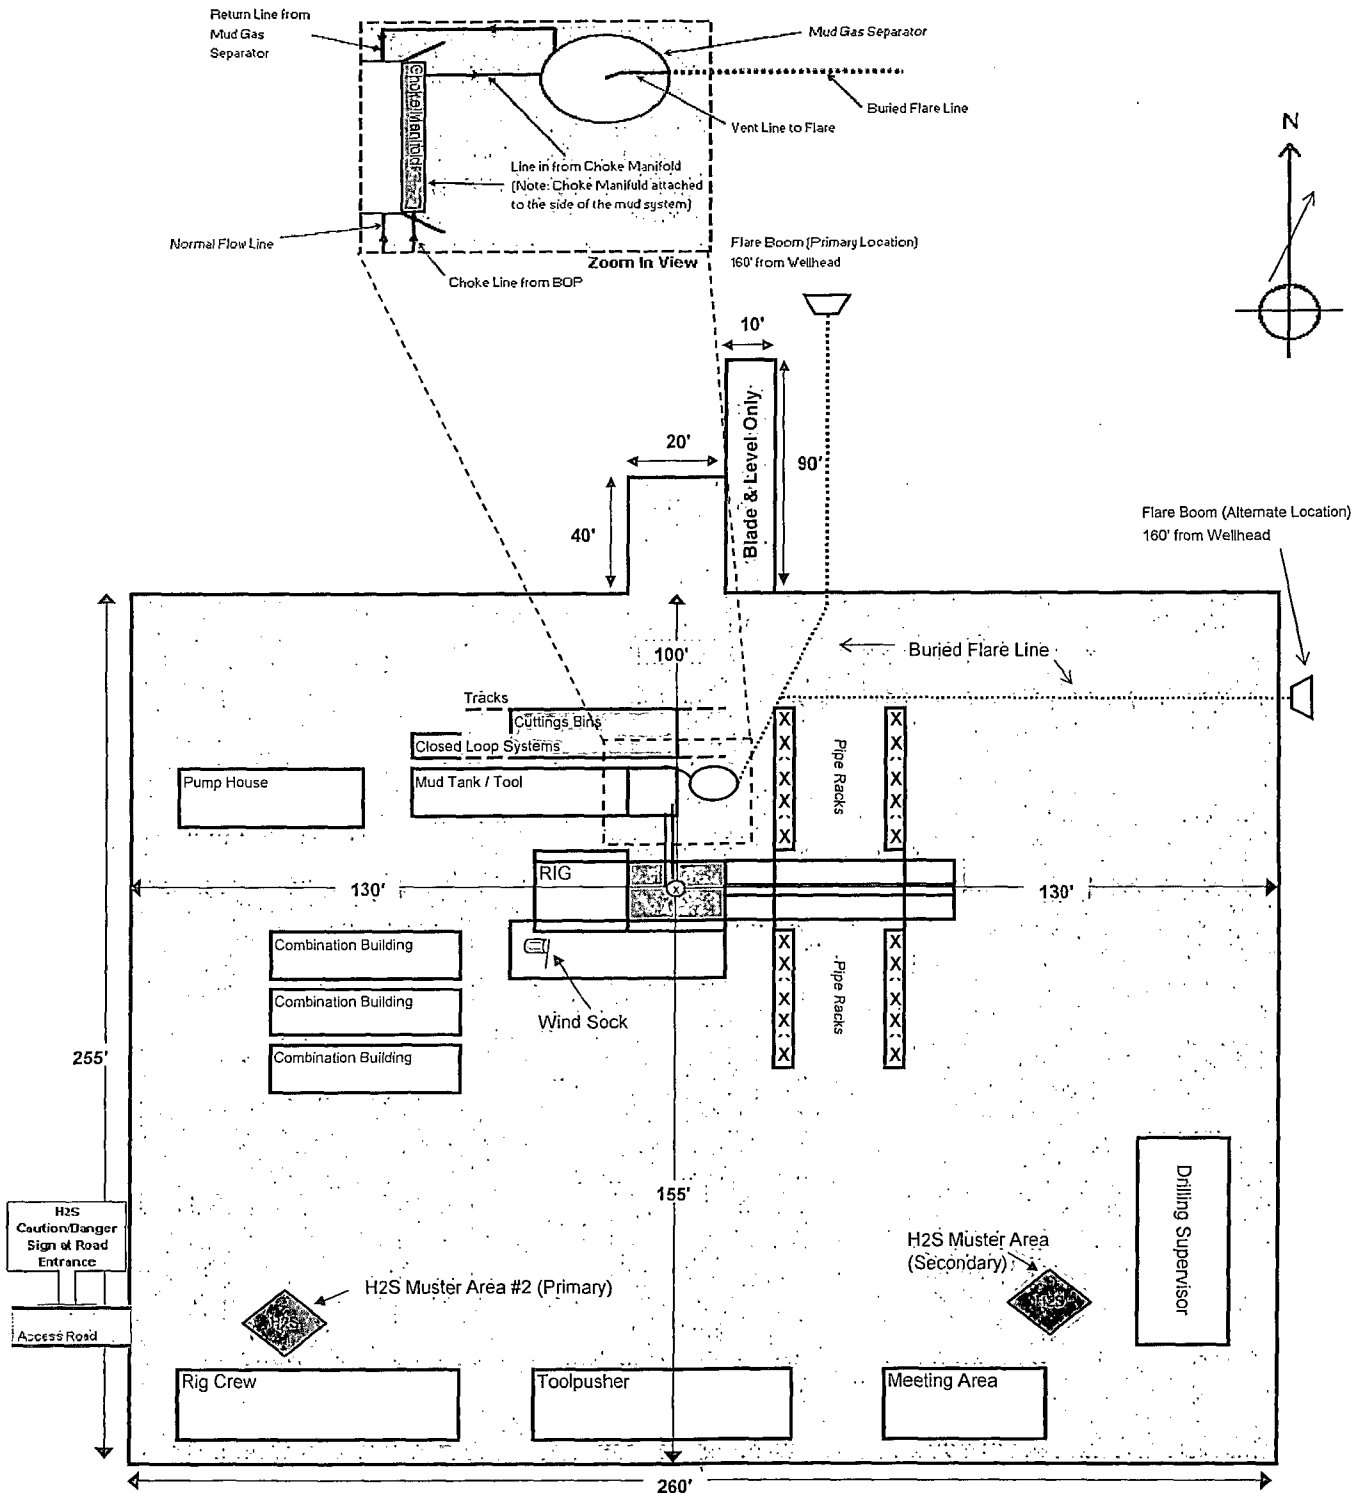 Return Line from
Mud Gas
Separator
Mud Gas Separator
Buried Flare Line
Vent Line to Flare
Choke Manifold
Line in from Choke Manifold
(Note: Choke Manifold attached
to the side of the mud system)
Normal Flow Line
Choke Line from BOP
Zoom In View
Flare Boom (Primary Location)
160' from Wellhead
N
10'
20'
Blade & Level Only
90'
40'
Flare Boom (Alternate Location)
160' from Wellhead
100'
Buried Flare Line
Tracks
Cuttings Bins
Closed Loop Systems
Pump House
Mud Tank / Tool
X
X
X
X
X
Pipe Racks
X
X
X
X
X
RIG
130'
X
130'
Combination Building
Combination Building
Combination Building
Wind Sock
X
X
X
X
X
X
Pipe Racks
X
X
X
X
X
X
255'
155'
Drilling Supervisor
H2S
Caution/Danger
Sign at Road
Entrance
H2S Muster Area
(Secondary)
H2S
H2S Muster Area #2 (Primary)
H2S
Access Road
Rig Crew
Toolpusher
Meeting Area
260'